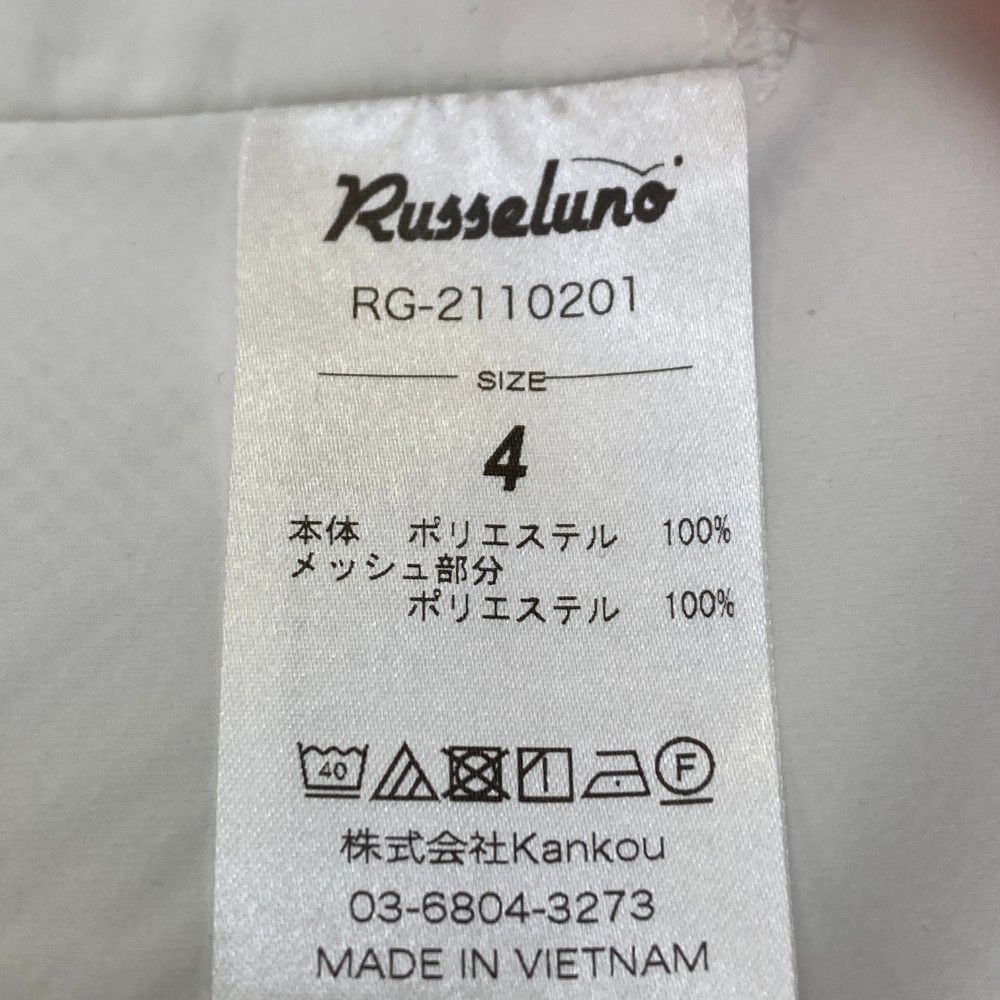 Russeluno
RG-2110201
SIZE
4
本体 ポリエステル 100%
メッシュ部分
ポリエステル 100%
40 F
株式会社Kankou
03-6804-3273
MADE IN VIETNAM